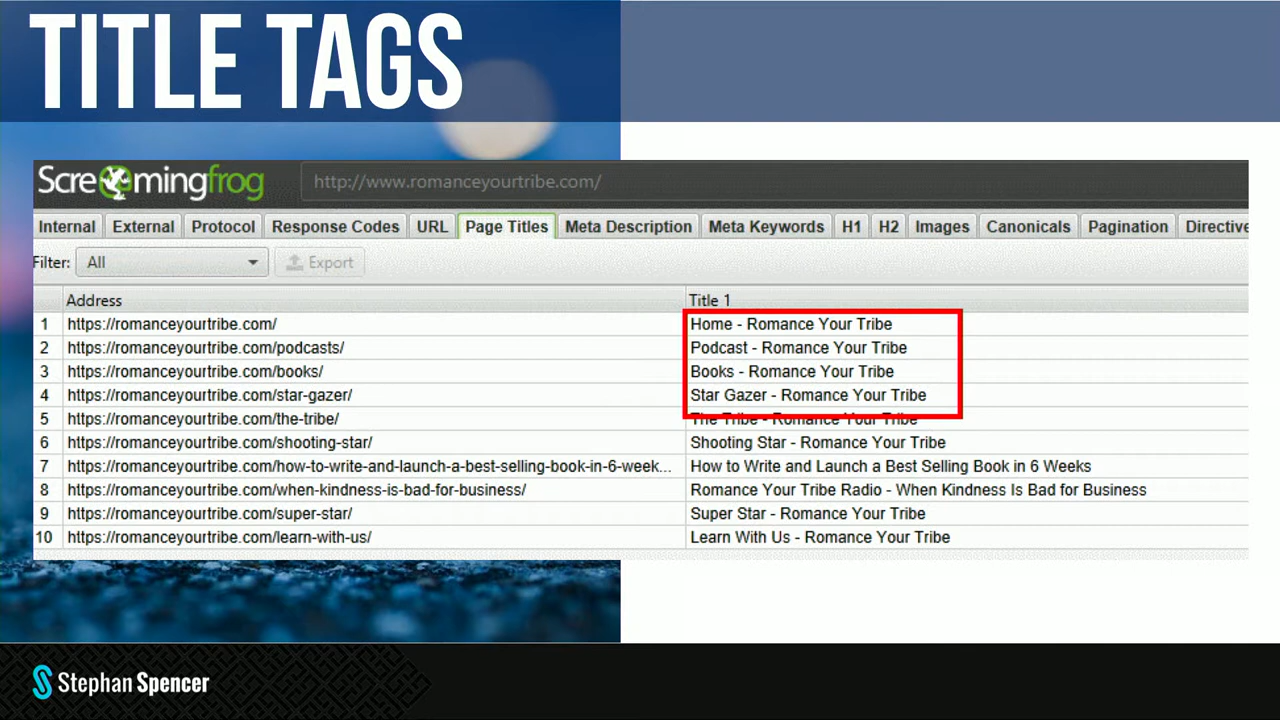 TITLE TAGS
Screamingfrog http://www.romanceyourtribe.com/
Internal External Protocol Response Codes URL Page Titles Meta Description Meta Keywords H1 H2 Images Canonicals Pagination Directive
Filter: All Export
Address Title 1
1 https://romanceyourtribe.com/ Home - Romance Your Tribe
2 https://romanceyourtribe.com/podcasts/ Podcast - Romance Your Tribe
3 https://romanceyourtribe.com/books/ Books - Romance Your Tribe
4 https://romanceyourtribe.com/star-gazer/ Star Gazer - Romance Your Tribe
5 https://romanceyourtribe.com/the-tribe/ The Tribe - Romance Your Tribe
6 https://romanceyourtribe.com/shooting-star/ Shooting Star - Romance Your Tribe
7 https://romanceyourtribe.com/how-to-write-and-launch-a-best-selling-book-in-6-week... How to Write and Launch a Best Selling Book in 6 Weeks
8 https://romanceyourtribe.com/when-kindness-is-bad-for-business/ Romance Your Tribe Radio - When Kindness Is Bad for Business
9 https://romanceyourtribe.com/super-star/ Super Star - Romance Your Tribe
10 https://romanceyourtribe.com/learn-with-us/ Learn With Us - Romance Your Tribe
Stephan Spencer